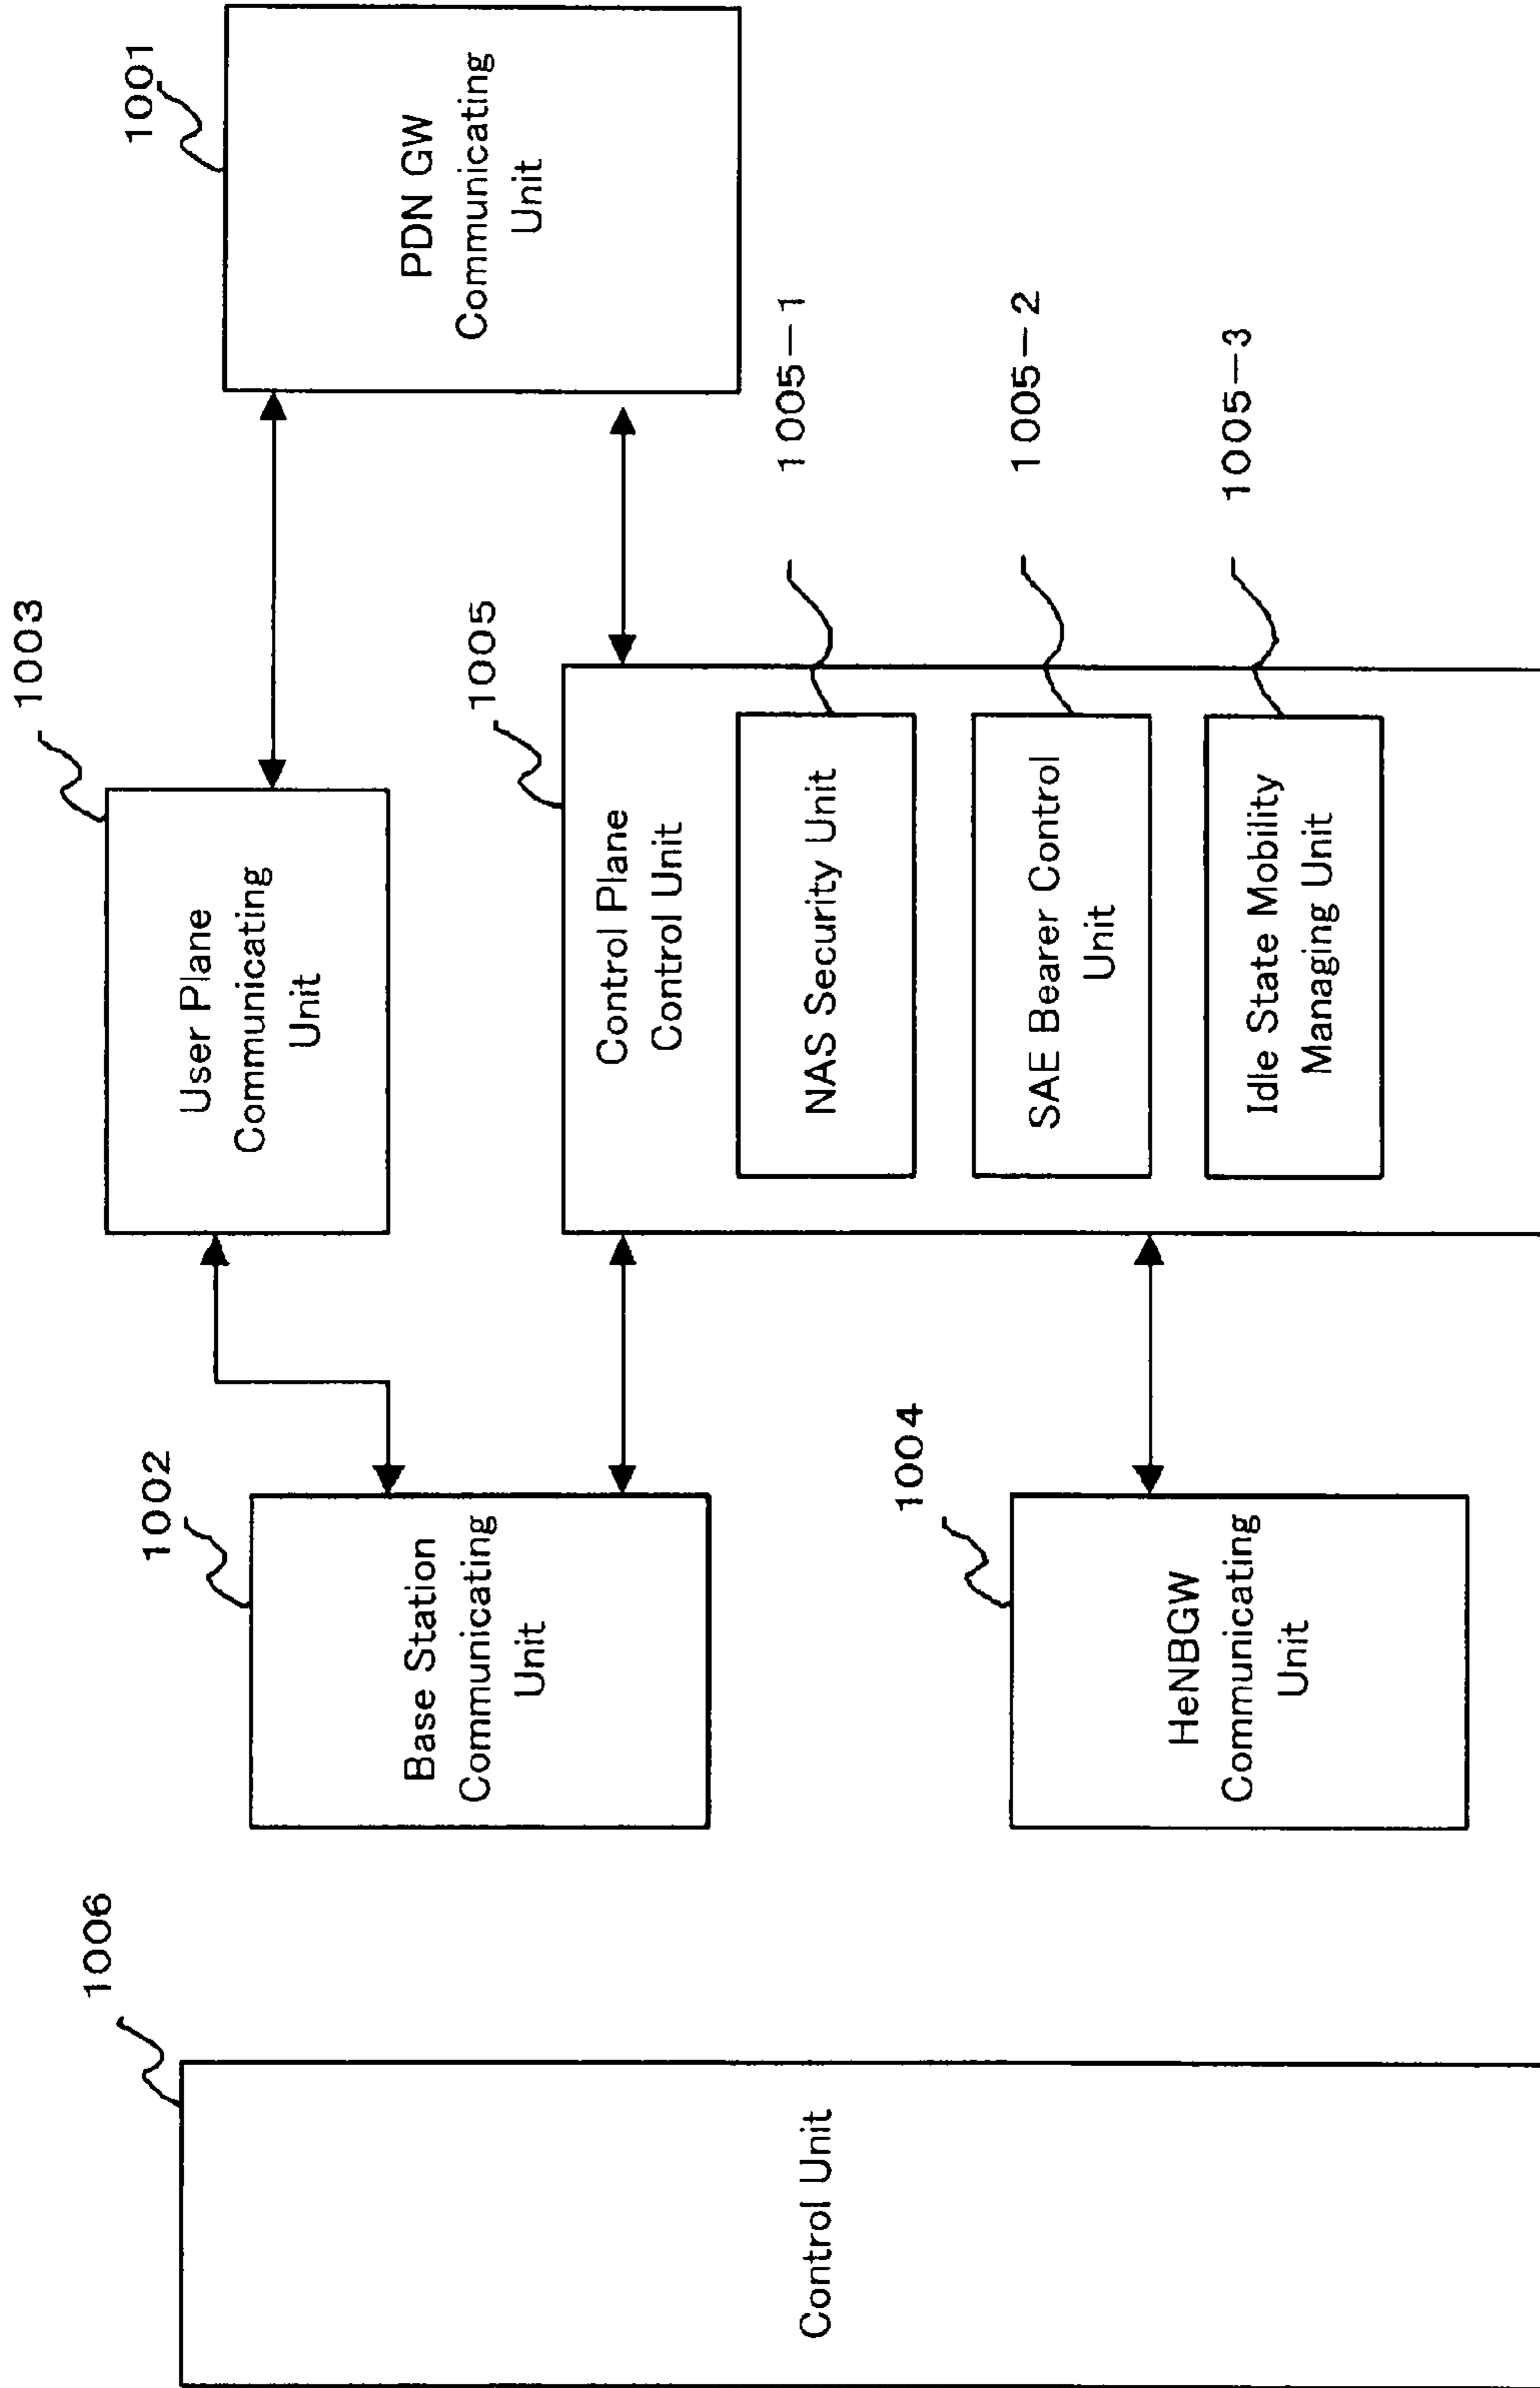 1006
Control Unit
1002
Base Station
Communicating
Unit
1004
HeNBGW
Communicating
Unit
1003
User Plane
Communicating
Unit
1005
Control Plane
Control Unit
NAS Security Unit
1005-1
SAE Bearer Control
Unit
1005-2
Idle State Mobility
Managing Unit
1005-3
1001
PDN GW
Communicating
Unit